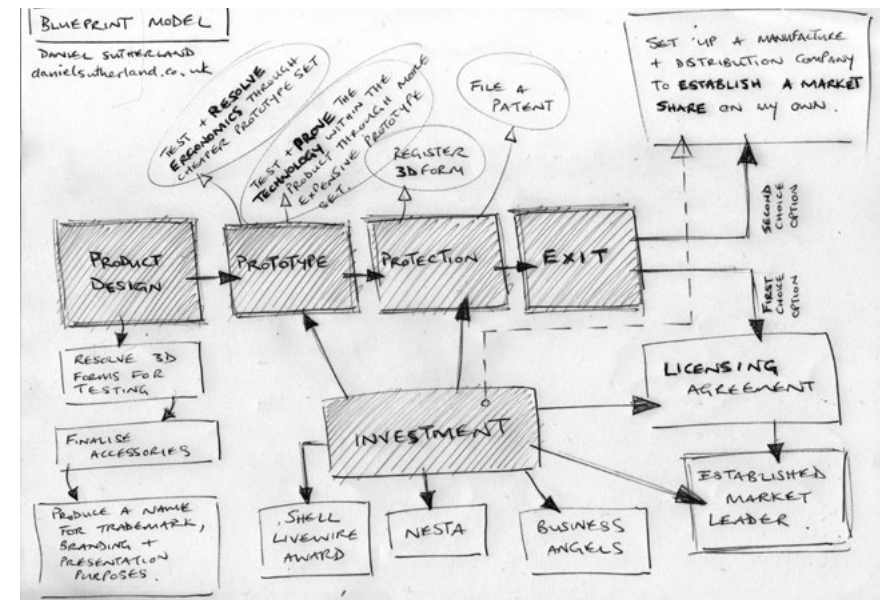 BLUEPRINT MODEL
DANIEL SUTHERLAND
danielsutherland.co.uk
TEST + RESOLVE
ERGONOMICS THROUGH
CHEAPER PROTOTYPE SET
TEST + PROVE THE
TECHNOLOGY WITHIN THE
PRODUCT THROUGH MORE
EXPENSIVE PROTOTYPE
SET.
REGISTER
3D FORM
FILE A
PATENT
SET UP A MANUFACTURE
+ DISTRIBUTION COMPANY
TO ESTABLISH A MARKET
SHARE ON MY OWN.
PRODUCT
DESIGN
PROTOTYPE
PROTECTION
EXIT
SECOND
CHOICE
OPTION
FIRST
CHOICE
OPTION
RESOLVE 3D
FORMS FOR
TESTING
FINALISE
ACCESSORIES
PRODUCE A NAME
FOR TRADEMARK,
BRANDING +
PRESENTATION
PURPOSES.
INVESTMENT
SHELL
LIVEWIRE
AWARD
NESTA
BUSINESS
ANGELS
LICENSING
AGREEMENT
ESTABLISHED
MARKET
LEADER